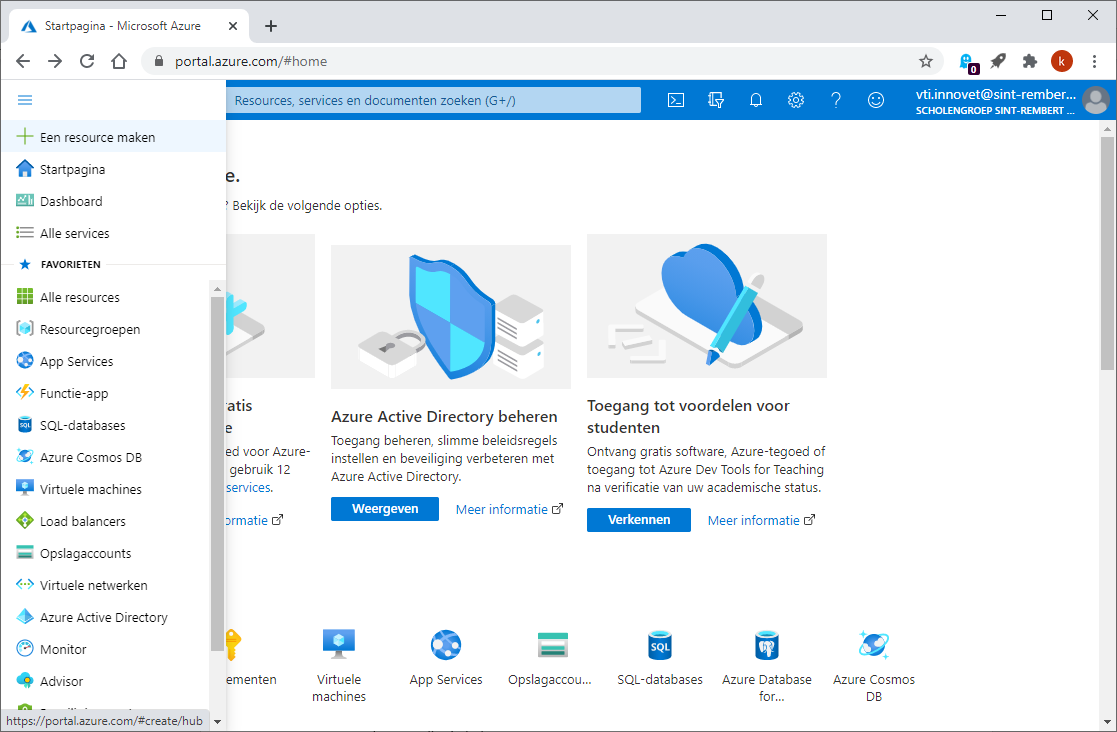 Startpagina - Microsoft Azure
portal.azure.com/#home
0
k
Resources, services en documenten zoeken (G+/)
vti.innovet@sint-rember...
SCHOLENGROEP SINT-REMBERT ...
Een resource maken
Startpagina
Dashboard
Alle services
FAVORIETEN
Alle resources
Resourcegroepen
App Services
Functie-app
SQL-databases
Azure Cosmos DB
Virtuele machines
Load balancers
Opslagaccounts
Virtuele netwerken
Azure Active Directory
Monitor
Advisor
https://portal.azure.com/#create/hub
e.
? Bekijk de volgende opties.
ratis
e
ed voor Azure-
gebruik 12
services.
ormatie
Azure Active Directory beheren
Toegang beheren, slimme beleidsregels
instellen en beveiliging verbeteren met
Azure Active Directory.
Weergeven
Meer informatie
Toegang tot voordelen voor
studenten
Ontvang gratis software, Azure-tegoed of
toegang tot Azure Dev Tools for Teaching
na verificatie van uw academische status.
Verkennen
Meer informatie
ementen
Virtuele
machines
App Services
Opslagaccou...
SQL
SQL-databases
Azure Database
for...
Azure Cosmos
DB